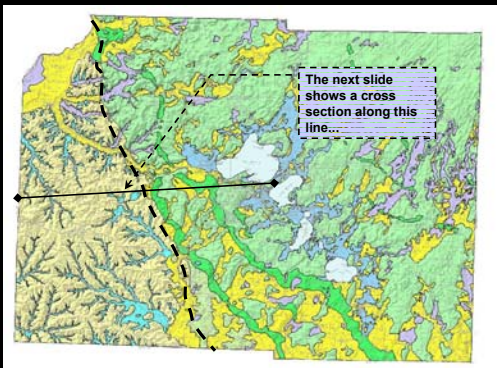 The next slide
shows a cross
section along this
line...